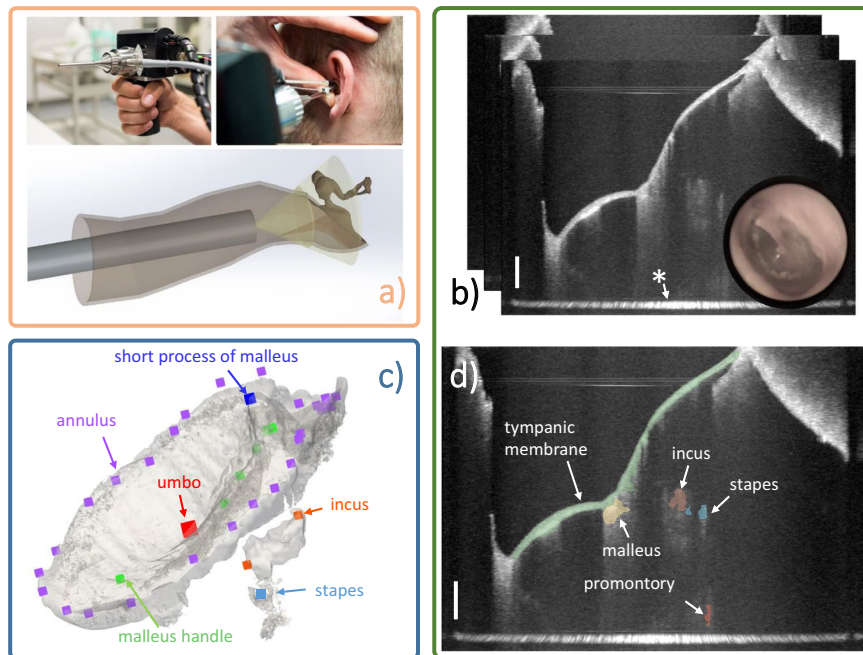 a)
b)
*
c)
short process of malleus
annulus
umbo
incus
stapes
malleus handle
d)
tympanic
membrane
incus
stapes
malleus
promontory